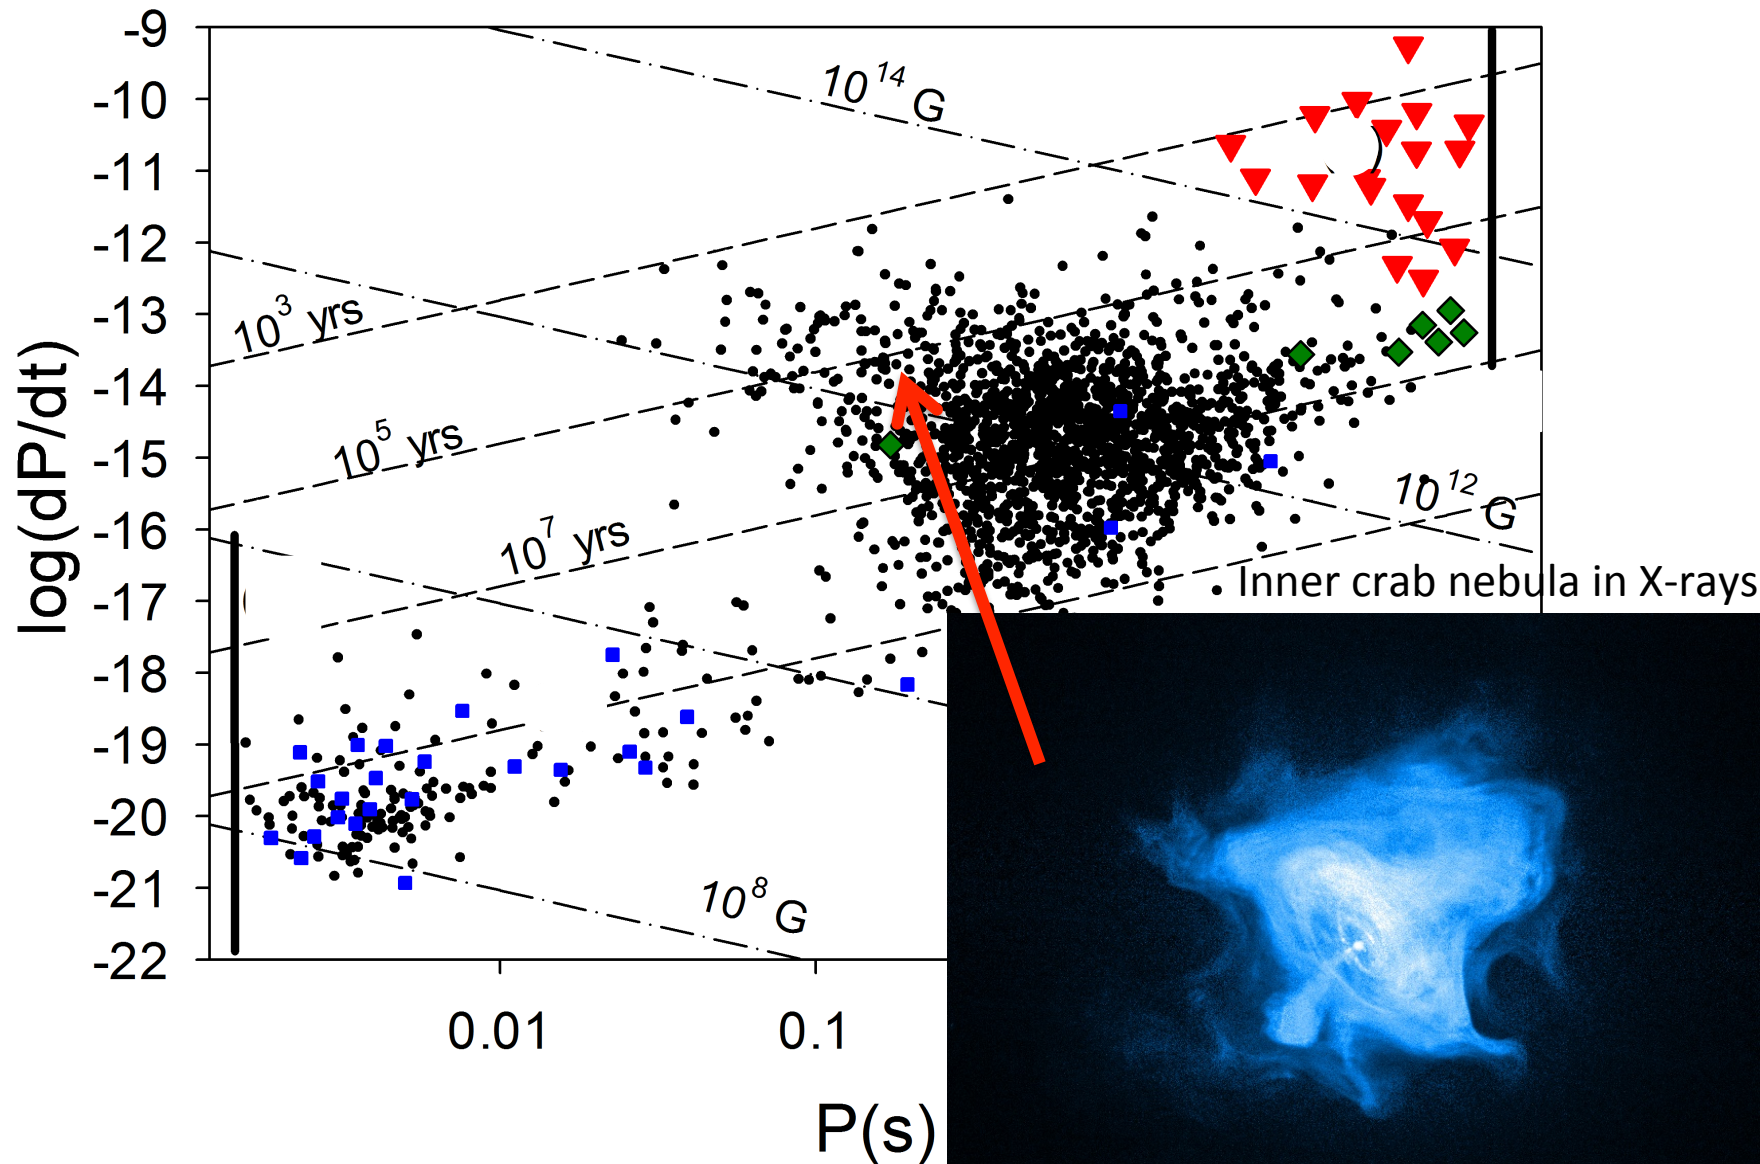 -9
-10
-11
-12
-13
-14
-15
-16
-17
-18
-19
-20
-21
-22
log(dP/dt)
10^14 G
10^3 yrs
10^5 yrs
10^7 yrs
10^12 G
10^8 G
Inner crab nebula in X-rays
0.01
0.1
P(s)